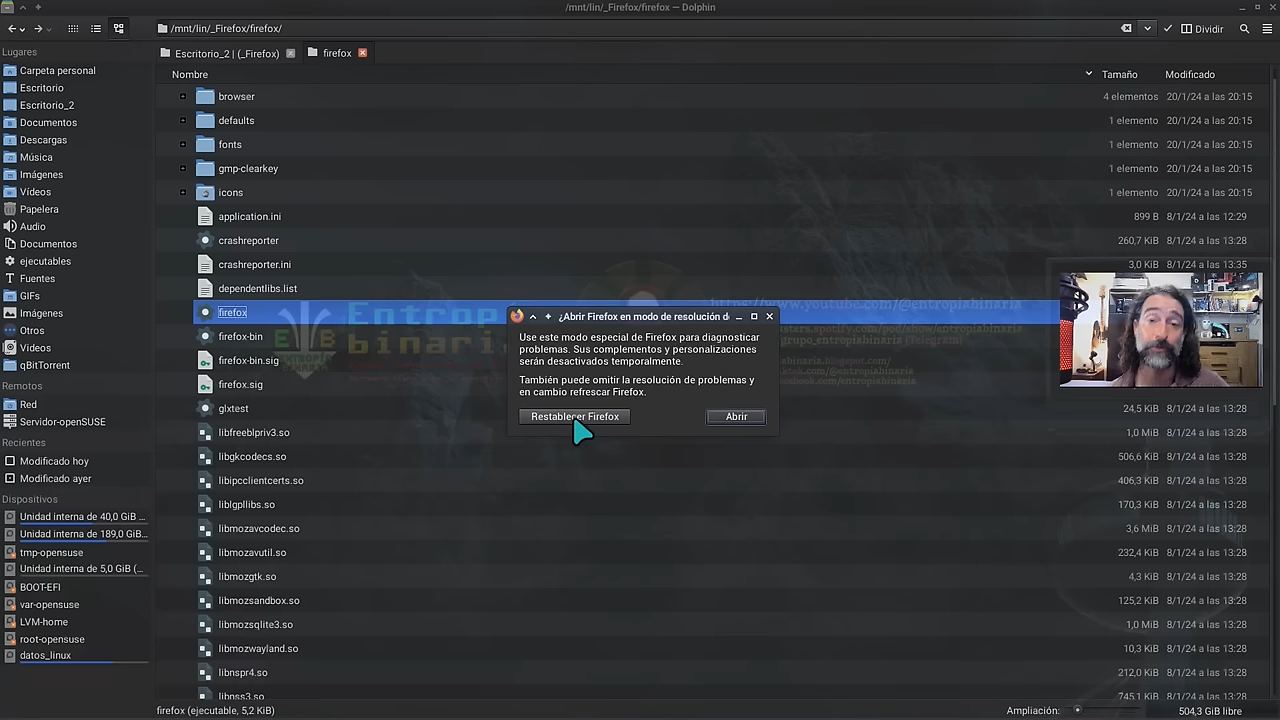 /mnt/lin/_Firefox/firefox — Dolphin
/mnt/lin/_Firefox/firefox/
Dividir
Lugares
Escritorio_2 | (_Firefox)
firefox
Nombre
Tamaño
Modificado
Carpeta personal
Escritorio
Escritorio_2
Documentos
Descargas
Música
Imágenes
Vídeos
Papelera
Audio
Documentos
ejecutables
Fuentes
GIFs
Imágenes
Otros
Videos
qBitTorrent
Remotos
Red
Servidor-openSUSE
Recientes
Modificado hoy
Modificado ayer
Dispositivos
Unidad interna de 40,0 GiB ...
Unidad interna de 189,0 GiB...
tmp-opensuse
Unidad interna de 5,0 GiB (...
BOOT-EFI
var-opensuse
LVM-home
root-opensuse
datos_linux
browser 4 elementos 20/1/24 a las 20:15
defaults 1 elemento 20/1/24 a las 20:15
fonts 1 elemento 20/1/24 a las 20:15
gmp-clearkey 1 elemento 20/1/24 a las 20:15
icons 1 elemento 20/1/24 a las 20:15
application.ini 899 B 8/1/24 a las 12:29
crashreporter 260,7 KiB 8/1/24 a las 13:28
crashreporter.ini 3,0 KiB 8/1/24 a las 13:35
dependentlibs.list
firefox
firefox-bin
firefox-bin.sig
firefox.sig
glxtest 24,5 KiB 8/1/24 a las 13:28
libfreeblpriv3.so 1,0 MiB 8/1/24 a las 13:28
libgkcodecs.so 506,6 KiB 8/1/24 a las 13:28
libipcclientcerts.so 406,3 KiB 8/1/24 a las 13:28
liblgpllibs.so 170,3 KiB 8/1/24 a las 13:28
libmozavcodec.so 3,6 MiB 8/1/24 a las 13:28
libmozavutil.so 232,4 KiB 8/1/24 a las 13:28
libmozgtk.so 4,3 KiB 8/1/24 a las 13:28
libmozsandbox.so 125,2 KiB 8/1/24 a las 13:28
libmozsqlite3.so 1,0 MiB 8/1/24 a las 13:28
libmozwayland.so 10,3 KiB 8/1/24 a las 13:28
libnspr4.so 212,0 KiB 8/1/24 a las 13:28
libnss3.so 745,1 KiB 8/1/24 a las 13:28
¿Abrir Firefox en modo de resolución d
Use este modo especial de Firefox para diagnosticar
problemas. Sus complementos y personalizaciones
serán desactivados temporalmente.
También puede omitir la resolución de problemas y
en cambio refrescar Firefox.
Restablecer Firefox
Abrir
Entrop
binari
firefox (ejecutable, 5,2 KiB)
Ampliación:
504,3 GiB libre